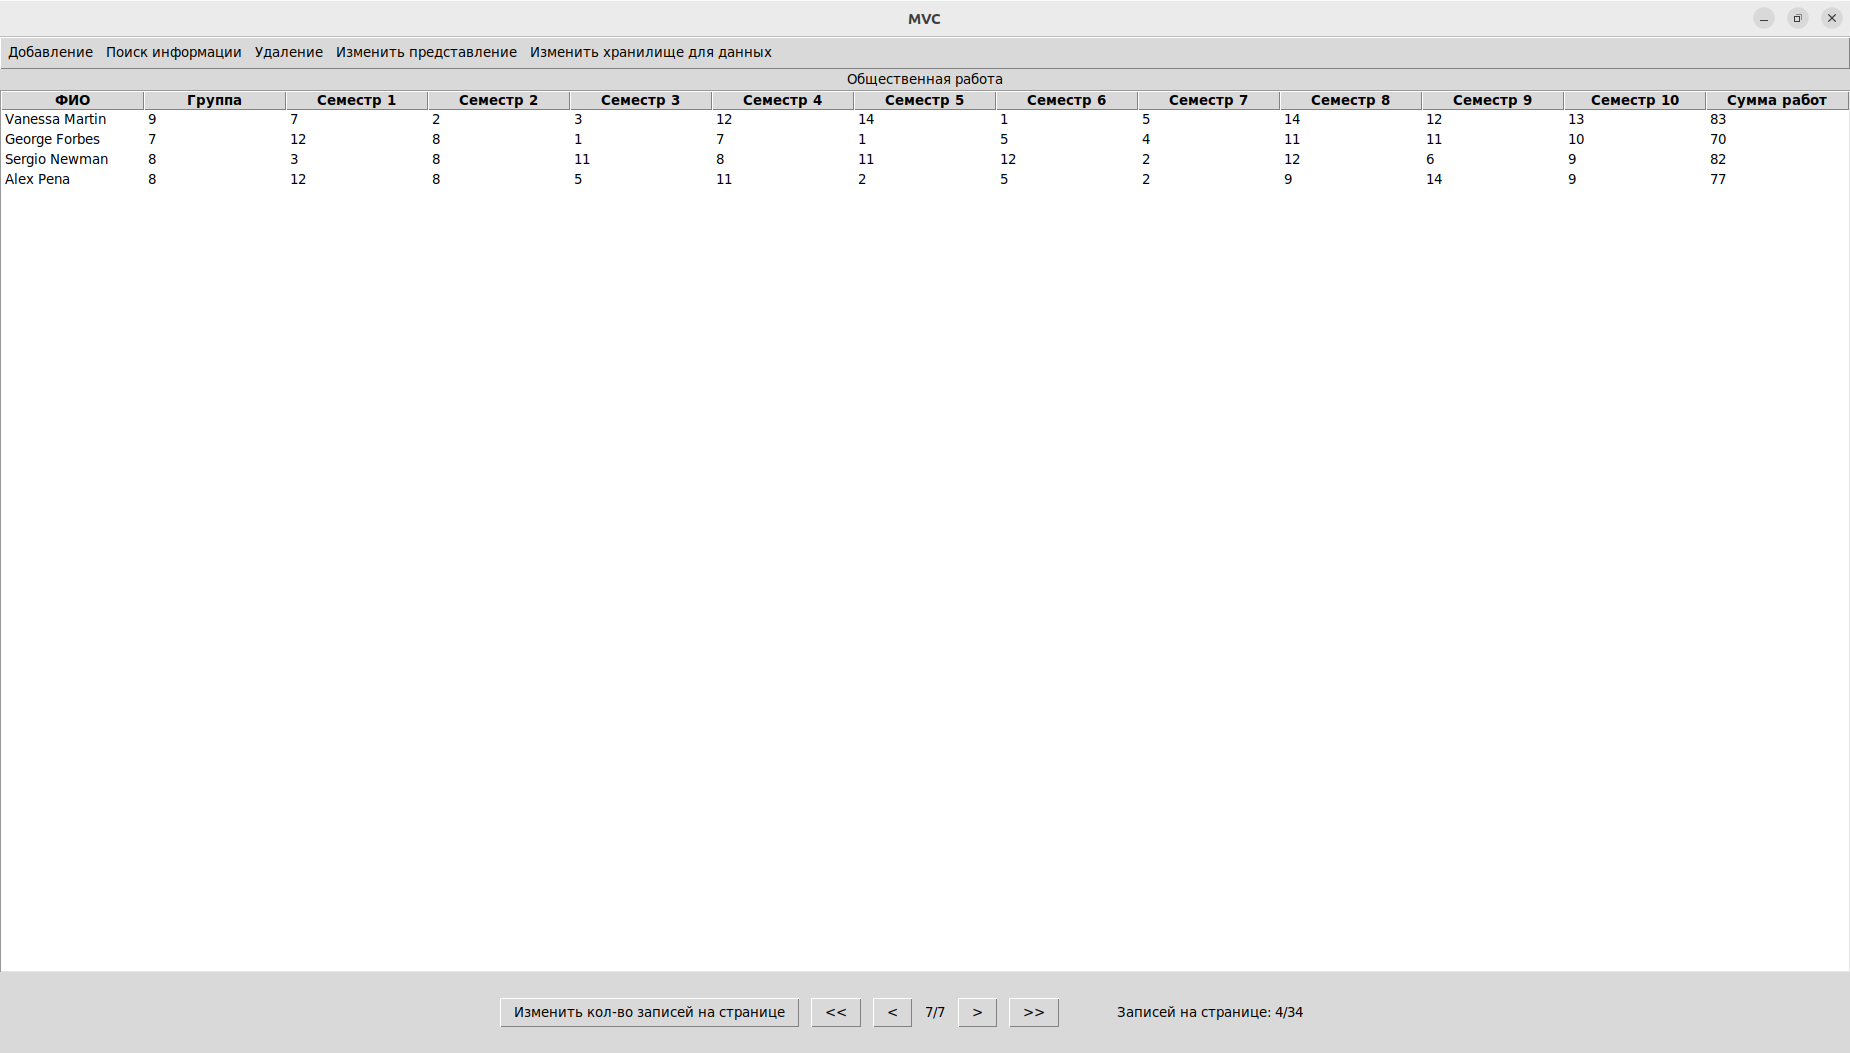 MVC
Добавление Поиск информации Удаление Изменить представление Изменить хранилище для данных
Общественная работа
ФИО Группа Семестр 1 Семестр 2 Семестр 3 Семестр 4 Семестр 5 Семестр 6 Семестр 7 Семестр 8 Семестр 9 Семестр 10 Сумма работ
Vanessa Martin 9 7 2 3 12 14 1 5 14 12 13 83
George Forbes 7 12 8 1 7 1 5 4 11 11 10 70
Sergio Newman 8 3 8 11 8 11 12 2 12 6 9 82
Alex Pena 8 12 8 5 11 2 5 2 9 14 9 77
Изменить кол-во записей на странице << < 7/7 > >> Записей на странице: 4/34